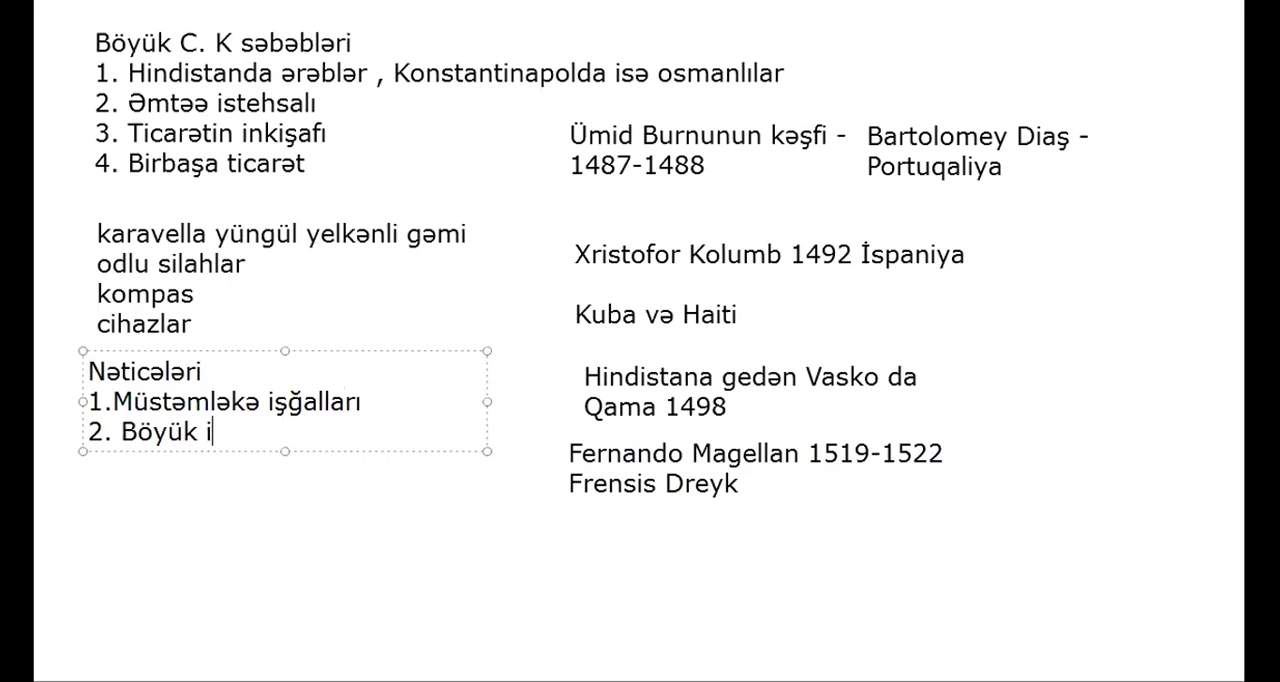 Böyük C. K səbəbləri
1. Hindistanda ərəblər , Konstantinapolda isə osmanlılar
2. Əmtəə istehsalı
3. Ticarətin inkişafı
4. Birbaşa ticarət
Ümid Burnunun kəşfi -
1487-1488
Bartolomey Diaş -
Portuqaliya
karavella yüngül yelkənli gəmi
odlu silahlar
kompas
cihazlar
Xristofor Kolumb 1492 İspaniya
Kuba və Haiti
Nəticələri
1.Müstəmləkə işğalları
2. Böyük i
Hindistana gedən Vasko da
Qama 1498
Fernando Magellan 1519-1522
Frensis Dreyk